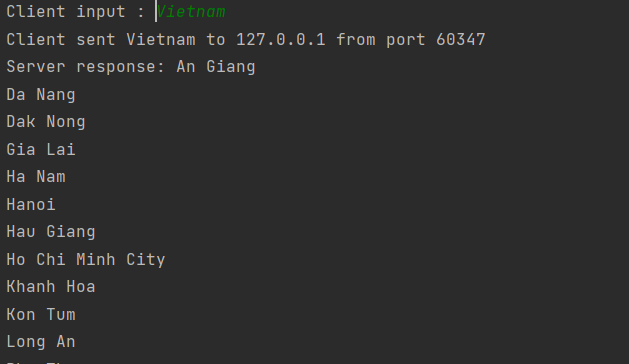 Client input : Vietnam
Client sent Vietnam to 127.0.0.1 from port 60347
Server response: An Giang
Da Nang
Dak Nong
Gia Lai
Ha Nam
Hanoi
Hau Giang
Ho Chi Minh City
Khanh Hoa
Kon Tum
Long An